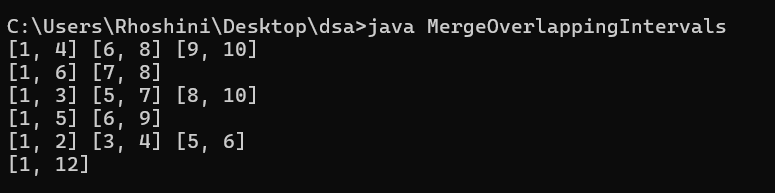 C:\Users\Rhoshini\Desktop\dsa>java MergeOverlappingIntervals
[1, 4] [6, 8] [9, 10]
[1, 6] [7, 8]
[1, 3] [5, 7] [8, 10]
[1, 5] [6, 9]
[1, 2] [3, 4] [5, 6]
[1, 12]